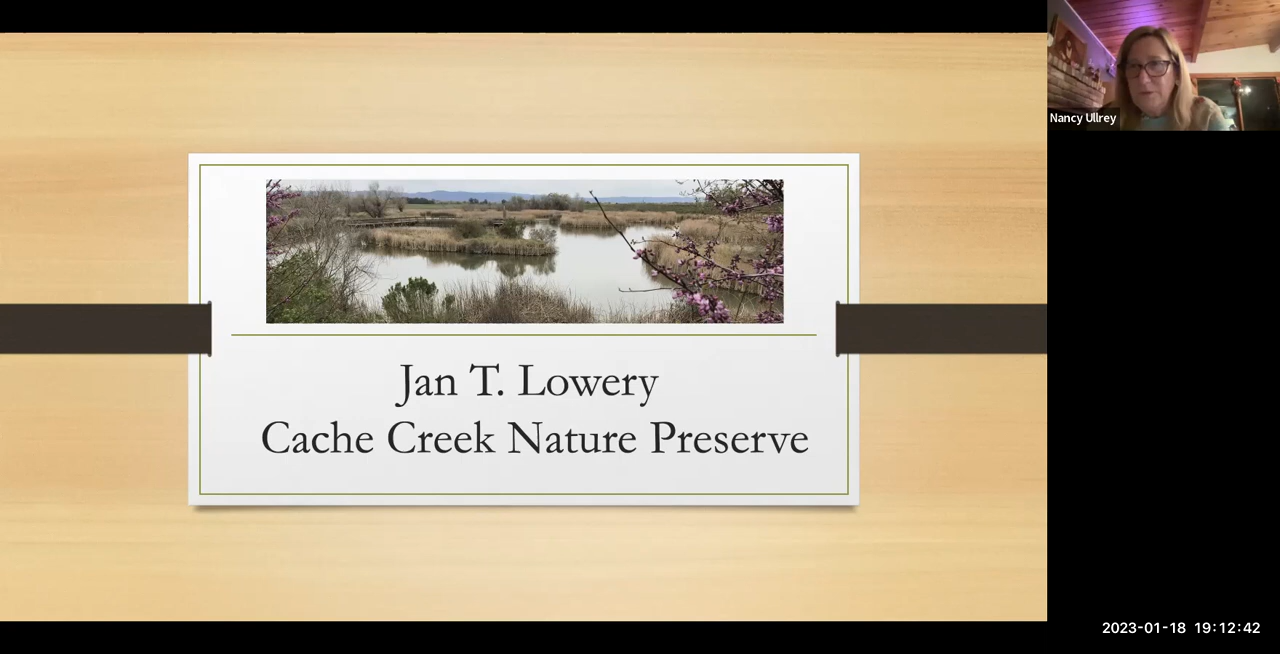 Nancy Ullrey
Jan T. Lowery
Cache Creek Nature Preserve
2023-01-18 19:12:42